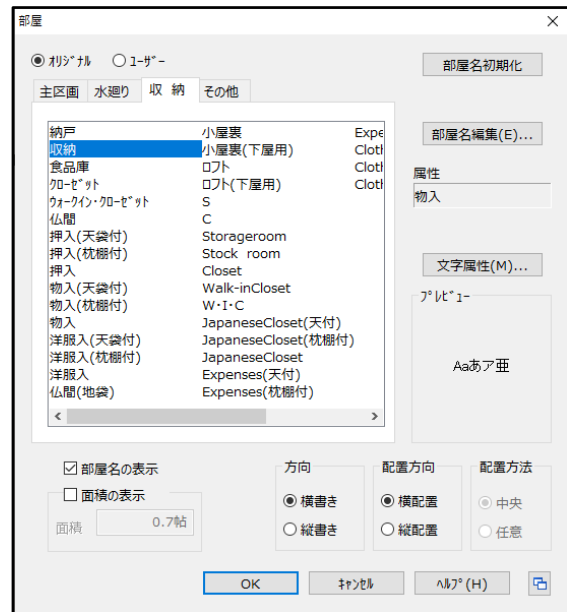 部屋
オリジナル ユーザー
部屋名初期化
主区画 水廻り 収 納 その他
納戸 小屋裏 Expe
収納 小屋裏(下屋用) Cloth
食品庫 ロフト Cloth
クローゼット ロフト(下屋用) Cloth
ウォークイン・クローゼット S
仏間 C
押入(天袋付) Storageroom
押入(枕棚付) Stock room
押入 Closet
物入(天袋付) Walk-inCloset
物入(枕棚付) W・I・C
物入 JapaneseCloset(天付)
洋服入(天袋付) JapaneseCloset(枕棚付)
洋服入(枕棚付) JapaneseCloset
洋服入 Expenses(天付)
仏間(地袋) Expenses(枕棚付)
部屋名編集(E)...
属性
物入
文字属性(M)...
プレビュー
Aaあア亜
部屋名の表示
面積の表示
面積 0.7帖
方向
横書き
縦書き
配置方向
横配置
縦配置
配置方法
中央
任意
OK キャンセル ヘルプ(H)